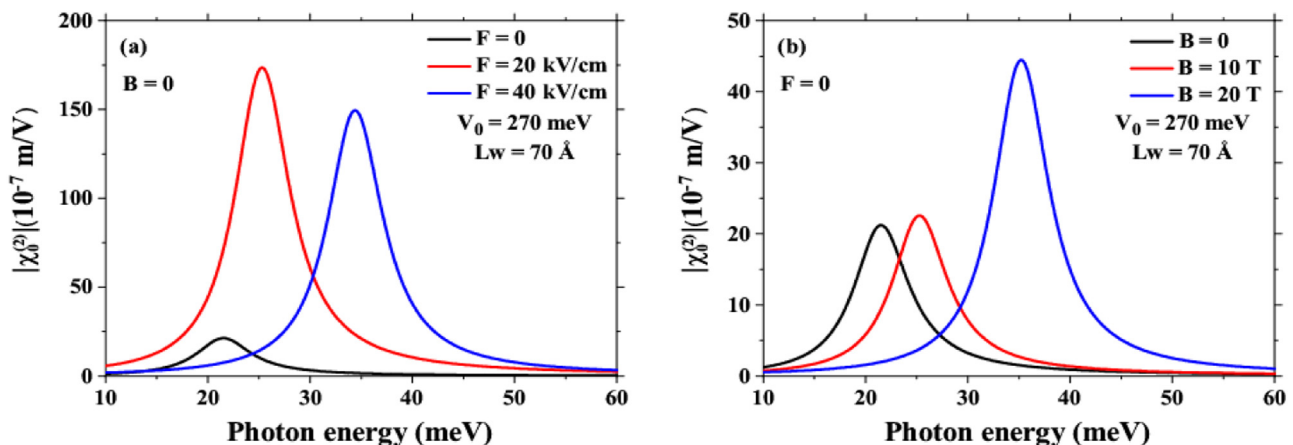 (a)
B = 0
F = 0
F = 20 kV/cm
F = 40 kV/cm
V₀ = 270 meV
Lw = 70 Å
200
150
100
50
0
10 20 30 40 50 60
Photon energy (meV)
|χ₀⁽²⁾|(10⁻⁷ m/V)
(b)
F = 0
B = 0
B = 10 T
B = 20 T
V₀ = 270 meV
Lw = 70 Å
50
40
30
20
10
0
10 20 30 40 50 60
Photon energy (meV)
|χ₀⁽²⁾|(10⁻⁷ m/V)